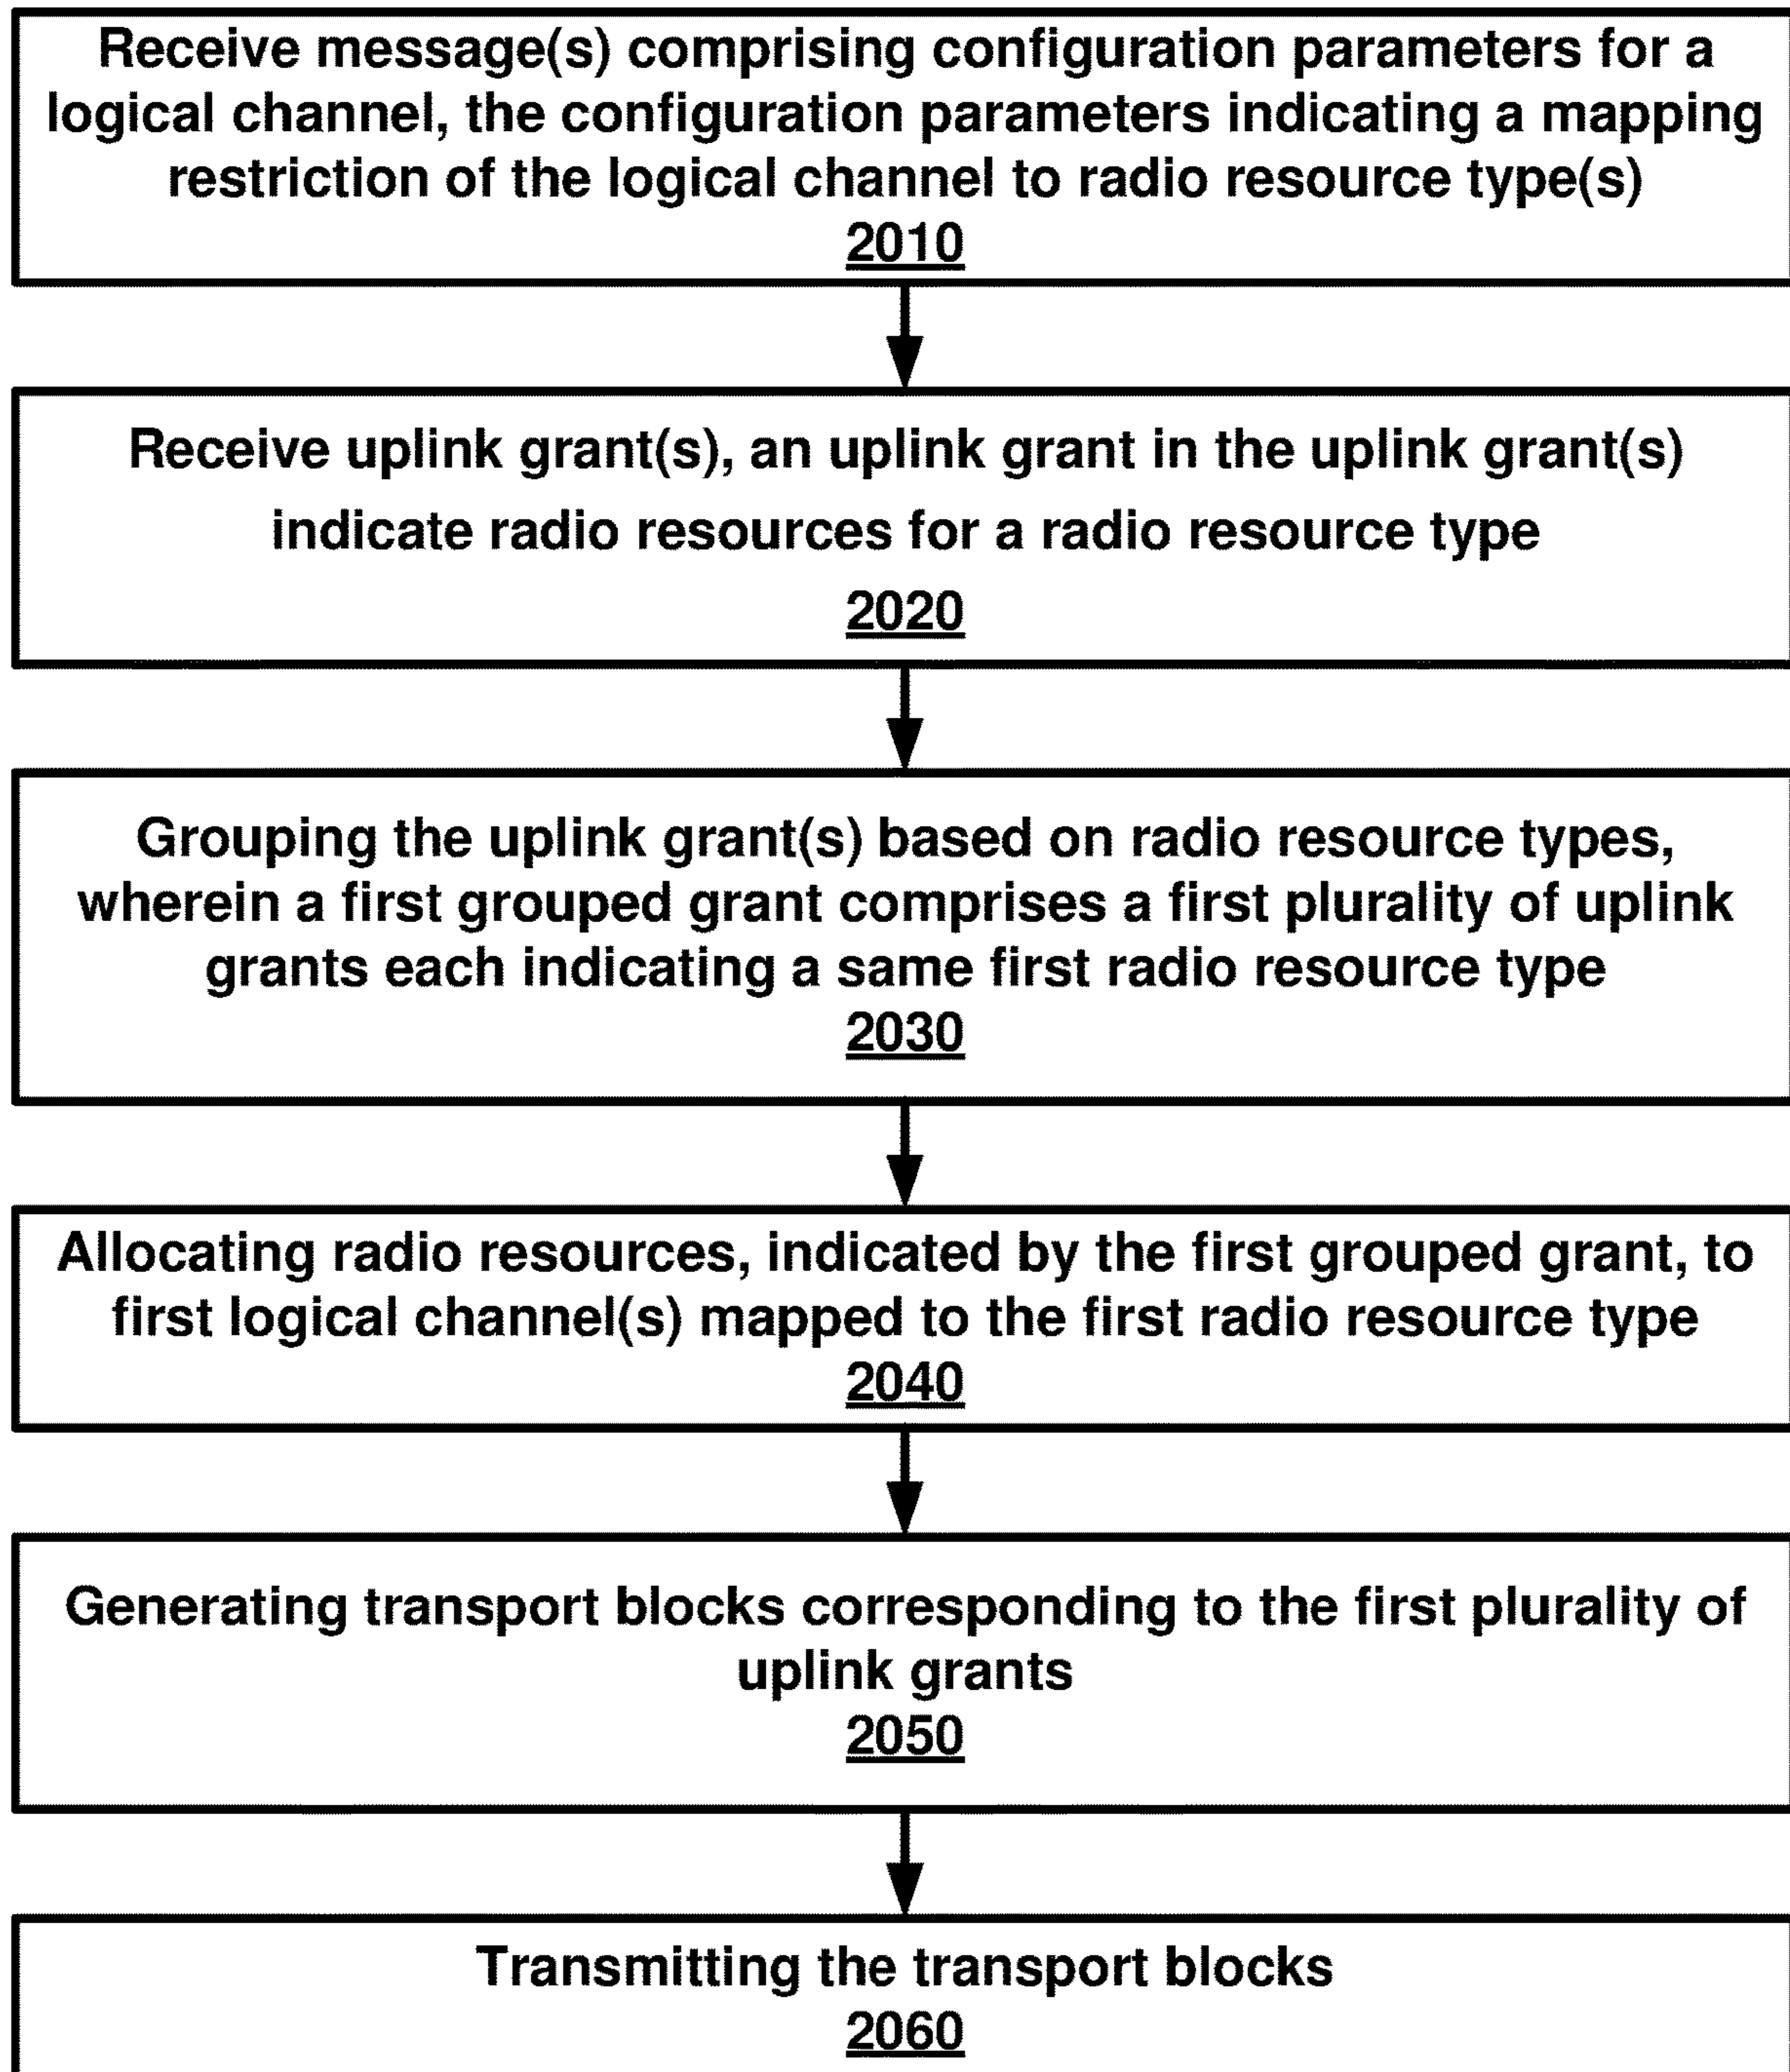 Receive message(s) comprising configuration parameters for a
logical channel, the configuration parameters indicating a mapping
restriction of the logical channel to radio resource type(s)
2010
Receive uplink grant(s), an uplink grant in the uplink grant(s)
indicate radio resources for a radio resource type
2020
Grouping the uplink grant(s) based on radio resource types,
wherein a first grouped grant comprises a first plurality of uplink
grants each indicating a same first radio resource type
2030
Allocating radio resources, indicated by the first grouped grant, to
first logical channel(s) mapped to the first radio resource type
2040
Generating transport blocks corresponding to the first plurality of
uplink grants
2050
Transmitting the transport blocks
2060